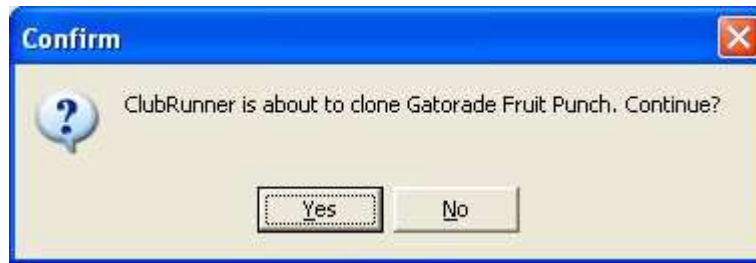 Confirm
ClubRunner is about to clone Gatorade Fruit Punch. Continue?
Yes
No